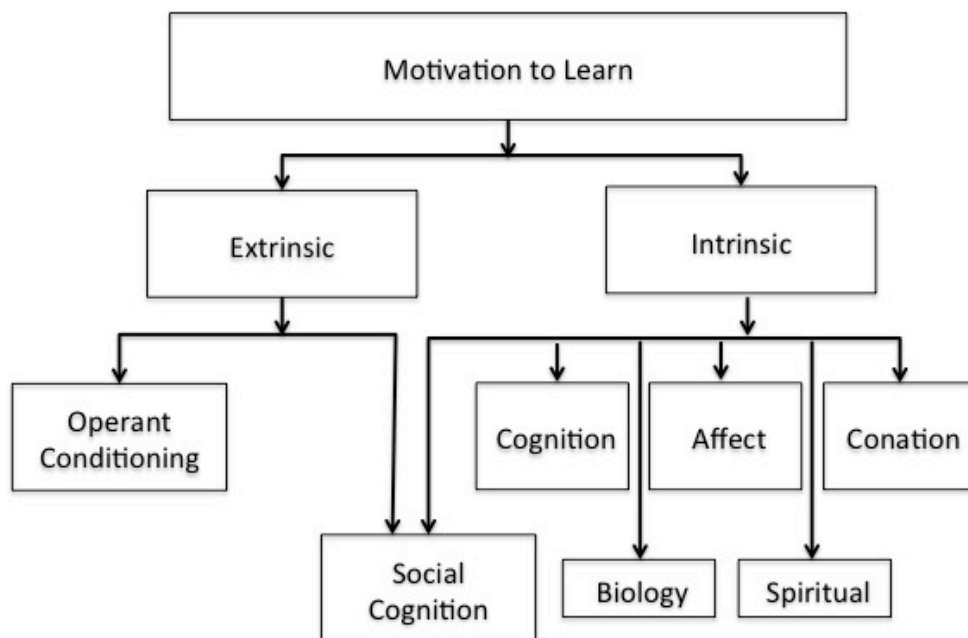 Motivation to Learn
Extrinsic
Intrinsic
Operant
Conditioning
Cognition
Affect
Conation
Social
Cognition
Biology
Spiritual